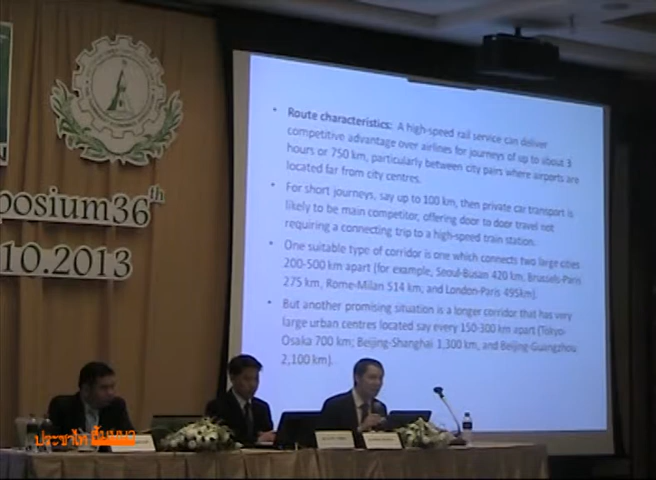 posium36th
10.2013
• Route characteristics: A high-speed rail service can deliver
competitive advantage over airlines for journeys of up to about 3
hours or 750 km, particularly between city pairs where airports are
located far from city centres.
• For short journeys, say up to 100 km, then private car transport is
likely to be main competitor, offering door to door travel not
requiring a connecting trip to a high-speed train station.
• One suitable type of corridor is one which connects two large cities
200-500 km apart (for example, Seoul-Busan 420 km, Brussels-Paris
275 km, Rome-Milan 514 km, and London-Paris 495km).
• But another promising situation is a longer corridor that has very
large urban centres located say every 150-300 km apart (Tokyo-
Osaka 700 km; Beijing-Shanghai 1,300 km, and Beijing-Guangzhou
2,100 km).
ประชาไท